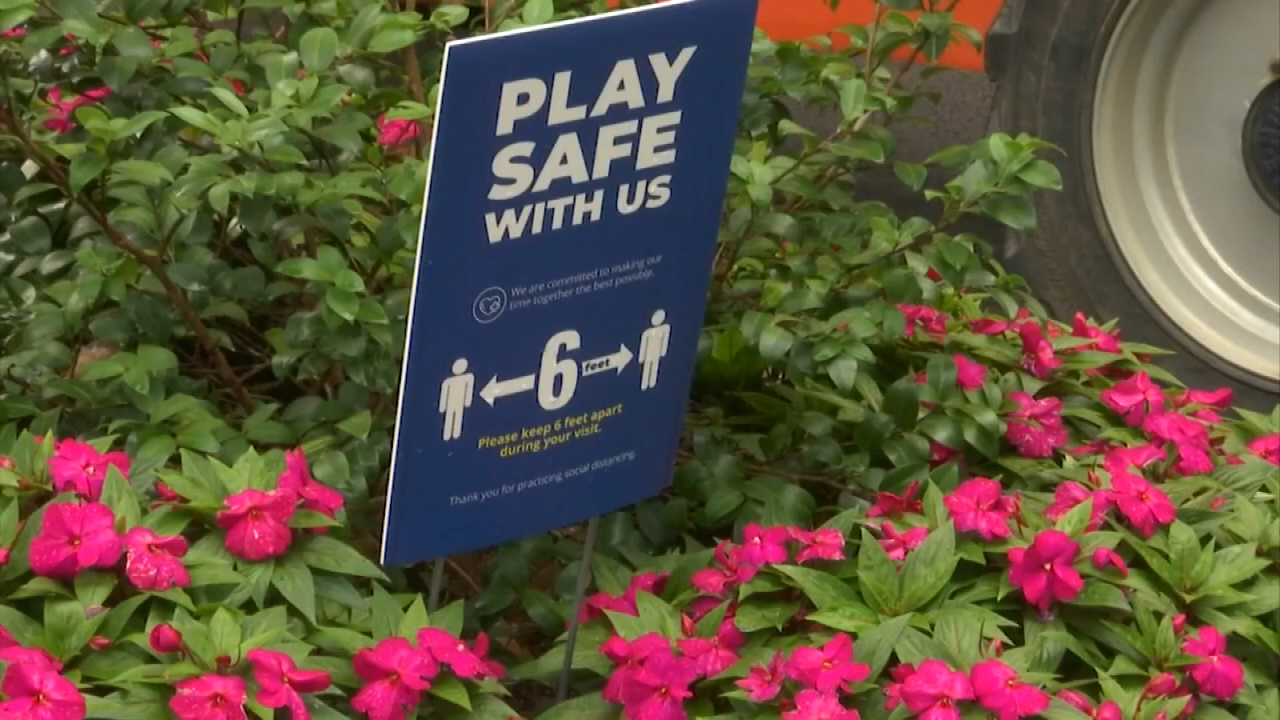 PLAY
SAFE
WITH US
We are committed to making our
time together the best possible.
6 feet
Please keep 6 feet apart
during your visit.
Thank you for practicing social distancing.